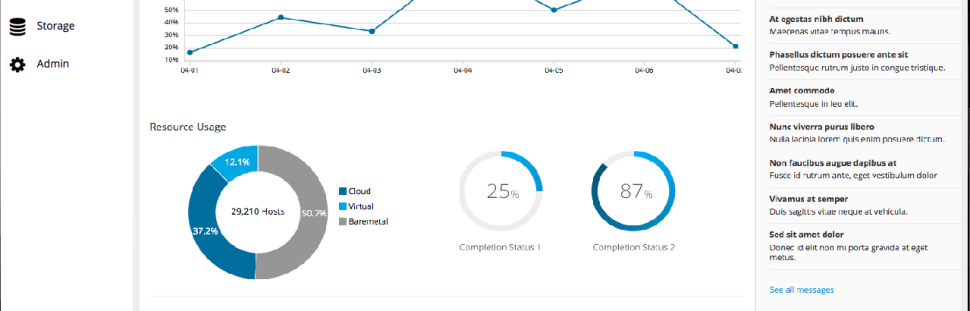 Storage
Admin
50%
40%
30%
20%
10%
04-01
04-02
04-03
04-04
04-05
04-06
04-0
Resource Usage
12.1%
50.7%
37.2%
29,210 Hosts
Cloud
Virtual
Baremetal
25%
Completion Status 1
87%
Completion Status 2
At egestas nibh dictum
Maecenas vitae tempus mauris.
Phasellus dictum posuere ante sit
Pellentesque rutrum justo in congue tristique.
Amet commodo
Pellentesque in leo elit.
Nunc viverra purus libero
Nulla lacinia lorem quis enim posuere dictum.
Non faucibus augue dapibus at
Fusce id rutrum ante, eget vestibulum dolor
Vivamus at semper
Duis sagittis vitae neque at vehicula.
Sed sit amet dolor
Donec id elit non mi porta gravida at eget
metus.
See all messages